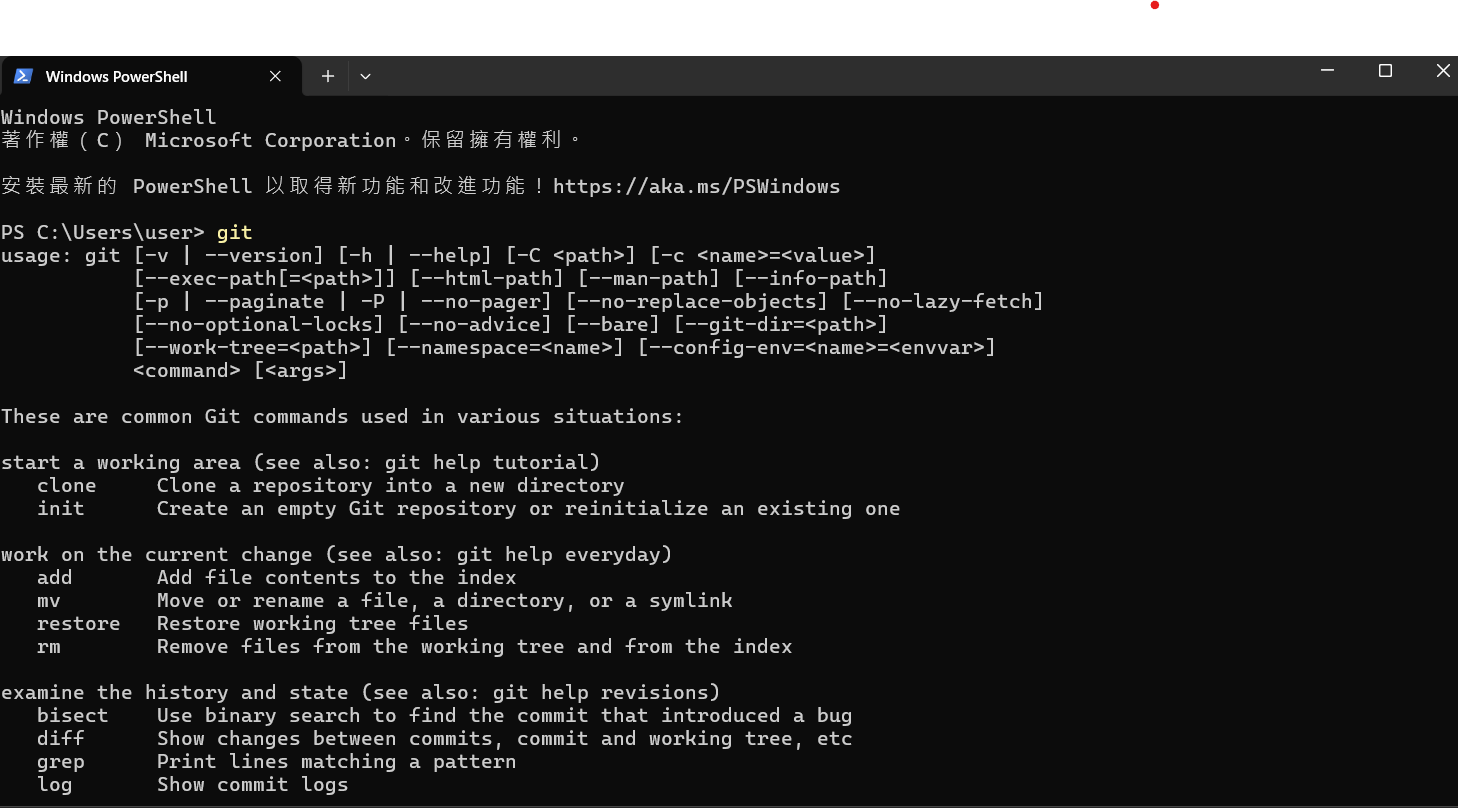 Windows PowerShell
Windows PowerShell
著作權（C） Microsoft Corporation。保留擁有權利。
安裝最新的 PowerShell 以取得新功能和改進功能！https://aka.ms/PSWindows
PS C:\Users\user> git
usage: git [-v | --version] [-h | --help] [-C <path>] [-c <name>=<value>]
           [--exec-path[=<path>]] [--html-path] [--man-path] [--info-path]
           [-p | --paginate | -P | --no-pager] [--no-replace-objects] [--no-lazy-fetch]
           [--no-optional-locks] [--no-advice] [--bare] [--git-dir=<path>]
           [--work-tree=<path>] [--namespace=<name>] [--config-env=<name>=<envvar>]
           <command> [<args>]
These are common Git commands used in various situations:
start a working area (see also: git help tutorial)
   clone     Clone a repository into a new directory
   init      Create an empty Git repository or reinitialize an existing one
work on the current change (see also: git help everyday)
   add       Add file contents to the index
   mv        Move or rename a file, a directory, or a symlink
   restore   Restore working tree files
   rm        Remove files from the working tree and from the index
examine the history and state (see also: git help revisions)
   bisect    Use binary search to find the commit that introduced a bug
   diff      Show changes between commits, commit and working tree, etc
   grep      Print lines matching a pattern
   log       Show commit logs